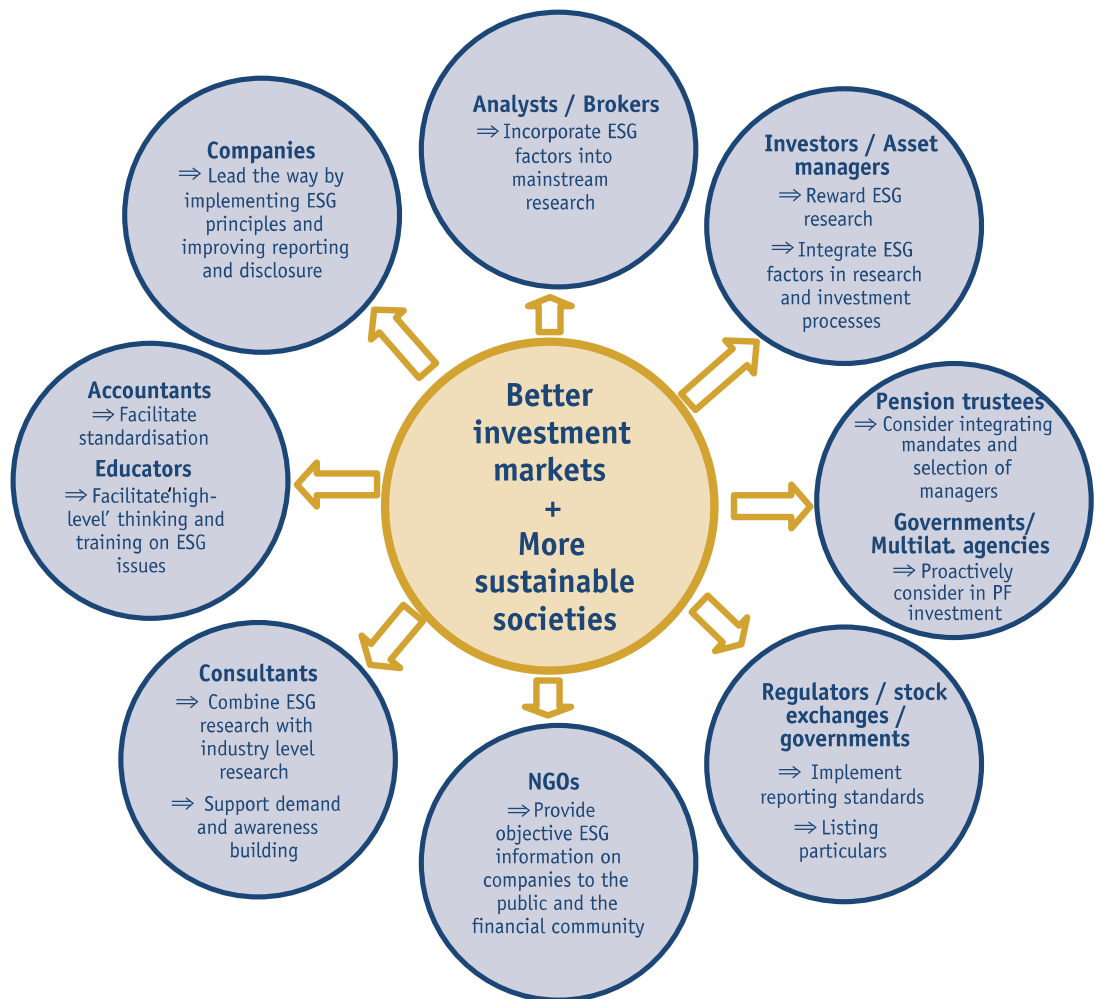 Analysts / Brokers
⇒ Incorporate ESG
factors into
mainstream
research
Companies
⇒ Lead the way by
implementing ESG
principles and
improving reporting
and disclosure
Investors / Asset
managers
⇒ Reward ESG
research
⇒ Integrate ESG
factors in research
and investment
processes
Accountants
⇒ Facilitate
standardisation
Educators
⇒ Facilitate‘high-
level’ thinking and
training on ESG
issues
Better
investment
markets
+
More
sustainable
societies
Pension trustees
⇒ Consider integrating
mandates and
selection of
managers
Governments/
Multilat. agencies
⇒ Proactively
consider in PF
investment
Consultants
⇒ Combine ESG
research with
industry level
research
⇒ Support demand
and awareness
building
NGOs
⇒ Provide
objective ESG
information on
companies to the
public and the
financial community
Regulators / stock
exchanges /
governments
⇒ Implement
reporting standards
⇒ Listing
particulars